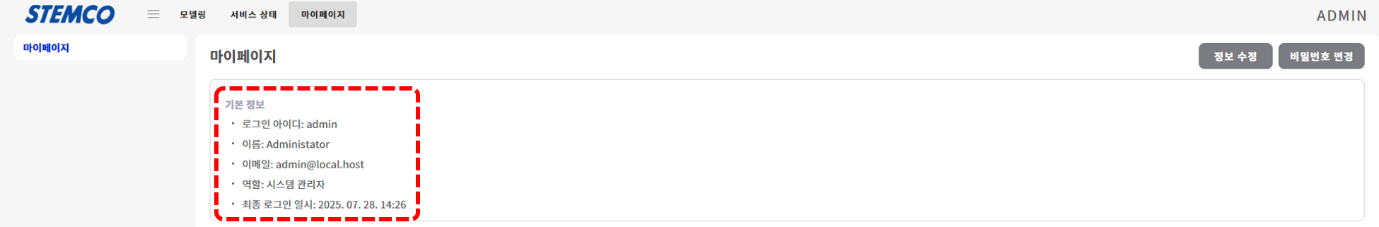 STEMCO
모델링 서비스 상태 마이페이지
ADMIN
마이페이지
마이페이지
정보 수정 비밀번호 변경
기본 정보
· 로그인 아이디: admin
· 이름: Administator
· 이메일: admin@local.host
· 역할: 시스템 관리자
· 최종 로그인 일시: 2025. 07. 28. 14:26